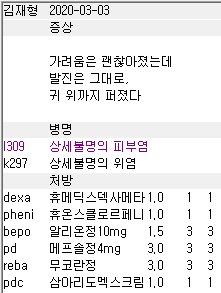 김재형 2020-03-03
증상
가려움은 괜찮아졌는데
발진은 그대로,
귀 위까지 퍼졌다
병명
l309 상세불명의 피부염
k297 상세불명의 위염
처방
dexa 휴메딕스덱사메타 1,0 1 1
pheni 휴온스클로르페니 1,0 1 1
bepo 알리온정10mg 1,5 3 3
pd 메프솔정4mg 3,0 3 3
reba 무코란정 3,0 3 3
pdc 삼아리도멕스크림 1,0 1 1